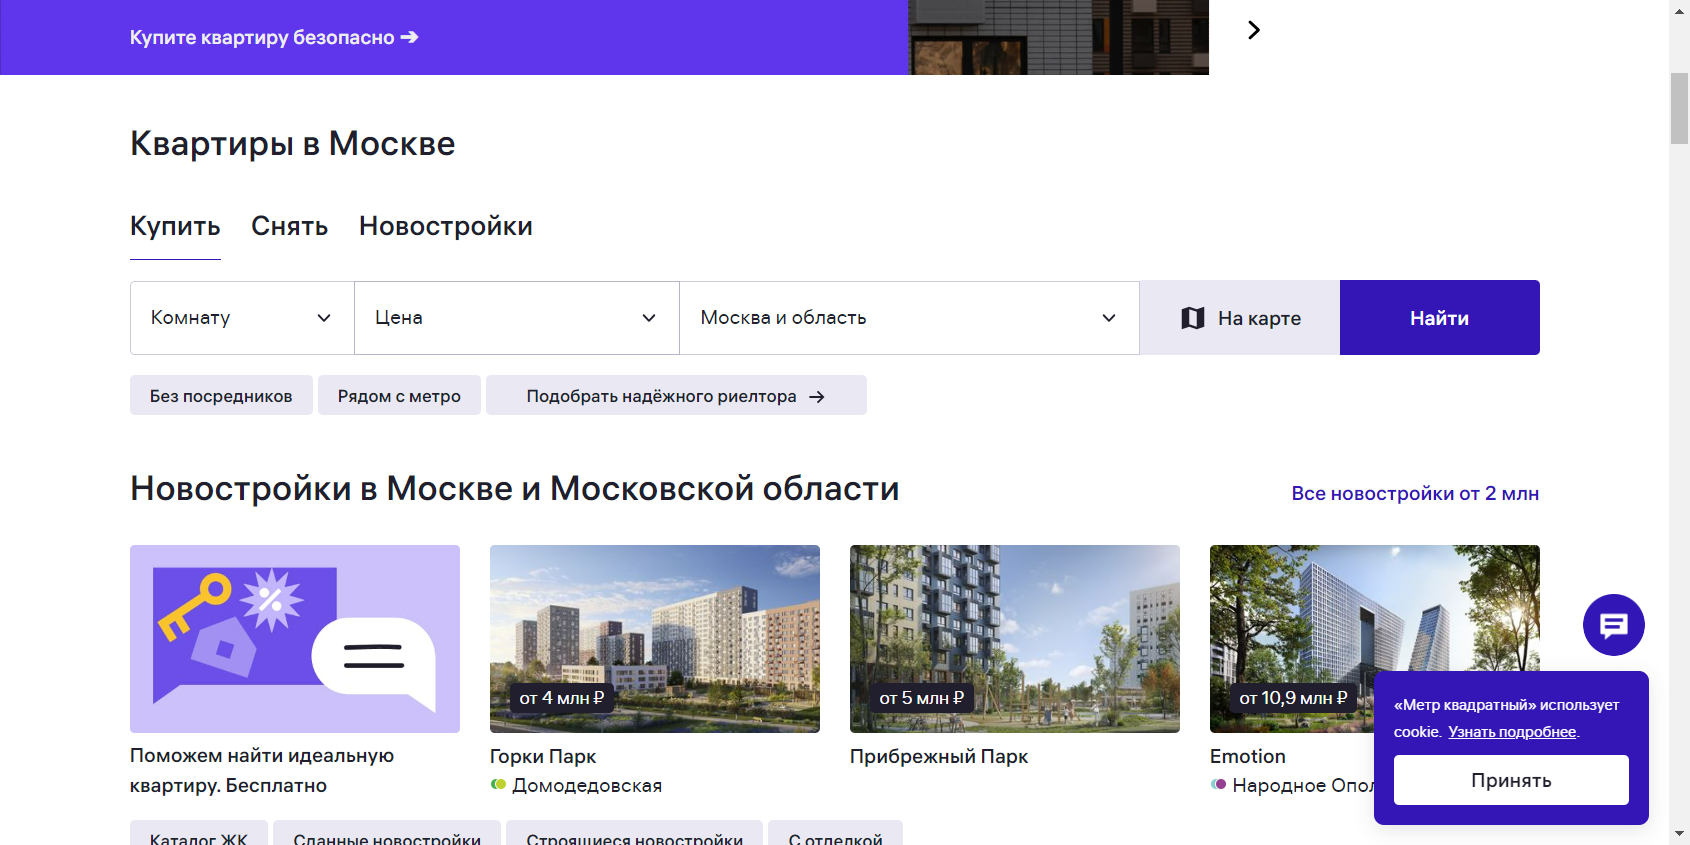 Купите квартиру безопасно ➔
Квартиры в Москве
Купить Снять Новостройки
Комнату Цена Москва и область На карте Найти
Без посредников Рядом с метро Подобрать надёжного риелтора →
Новостройки в Москве и Московской области
Все новостройки от 2 млн
%
от 4 млн ₽
от 5 млн ₽
от 10,9 млн ₽
Поможем найти идеальную
квартиру. Бесплатно
Горки Парк
Домодедовская
Прибрежный Парк
Emotion
Народное
«Метр квадратный» использует
cookie. Узнать подробнее.
Принять
Каталог ЖК Сданные новостройки Строящиеся новостройки С отделкой